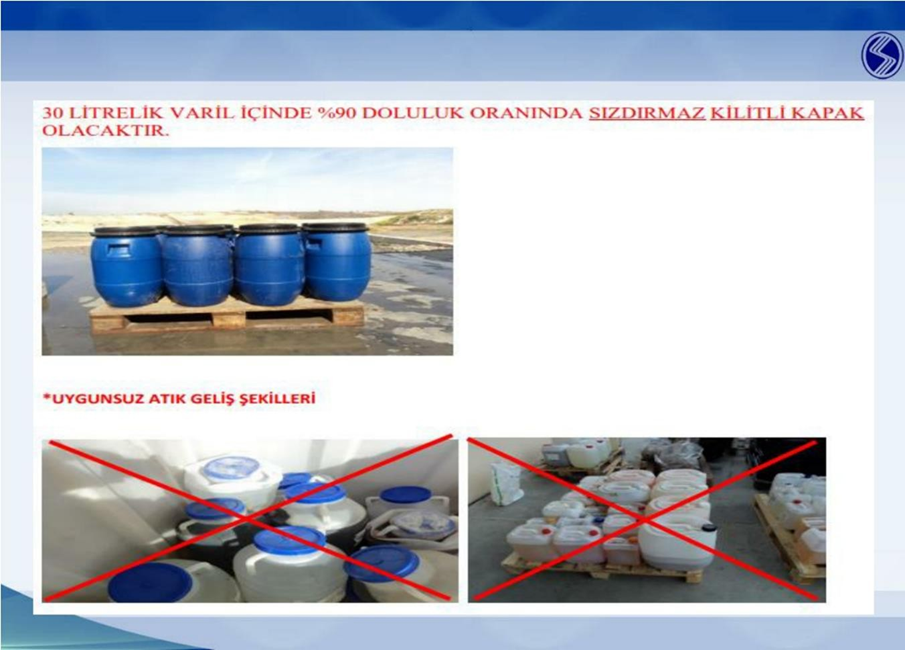 30 LİTRELİK VARİL İÇİNDE %90 DOLULUK ORANINDA SIZDIRMAZ KİLİTLİ KAPAK
OLACAKTIR.
*UYGUNSUZ ATIK GELİŞ ŞEKİLLERİ